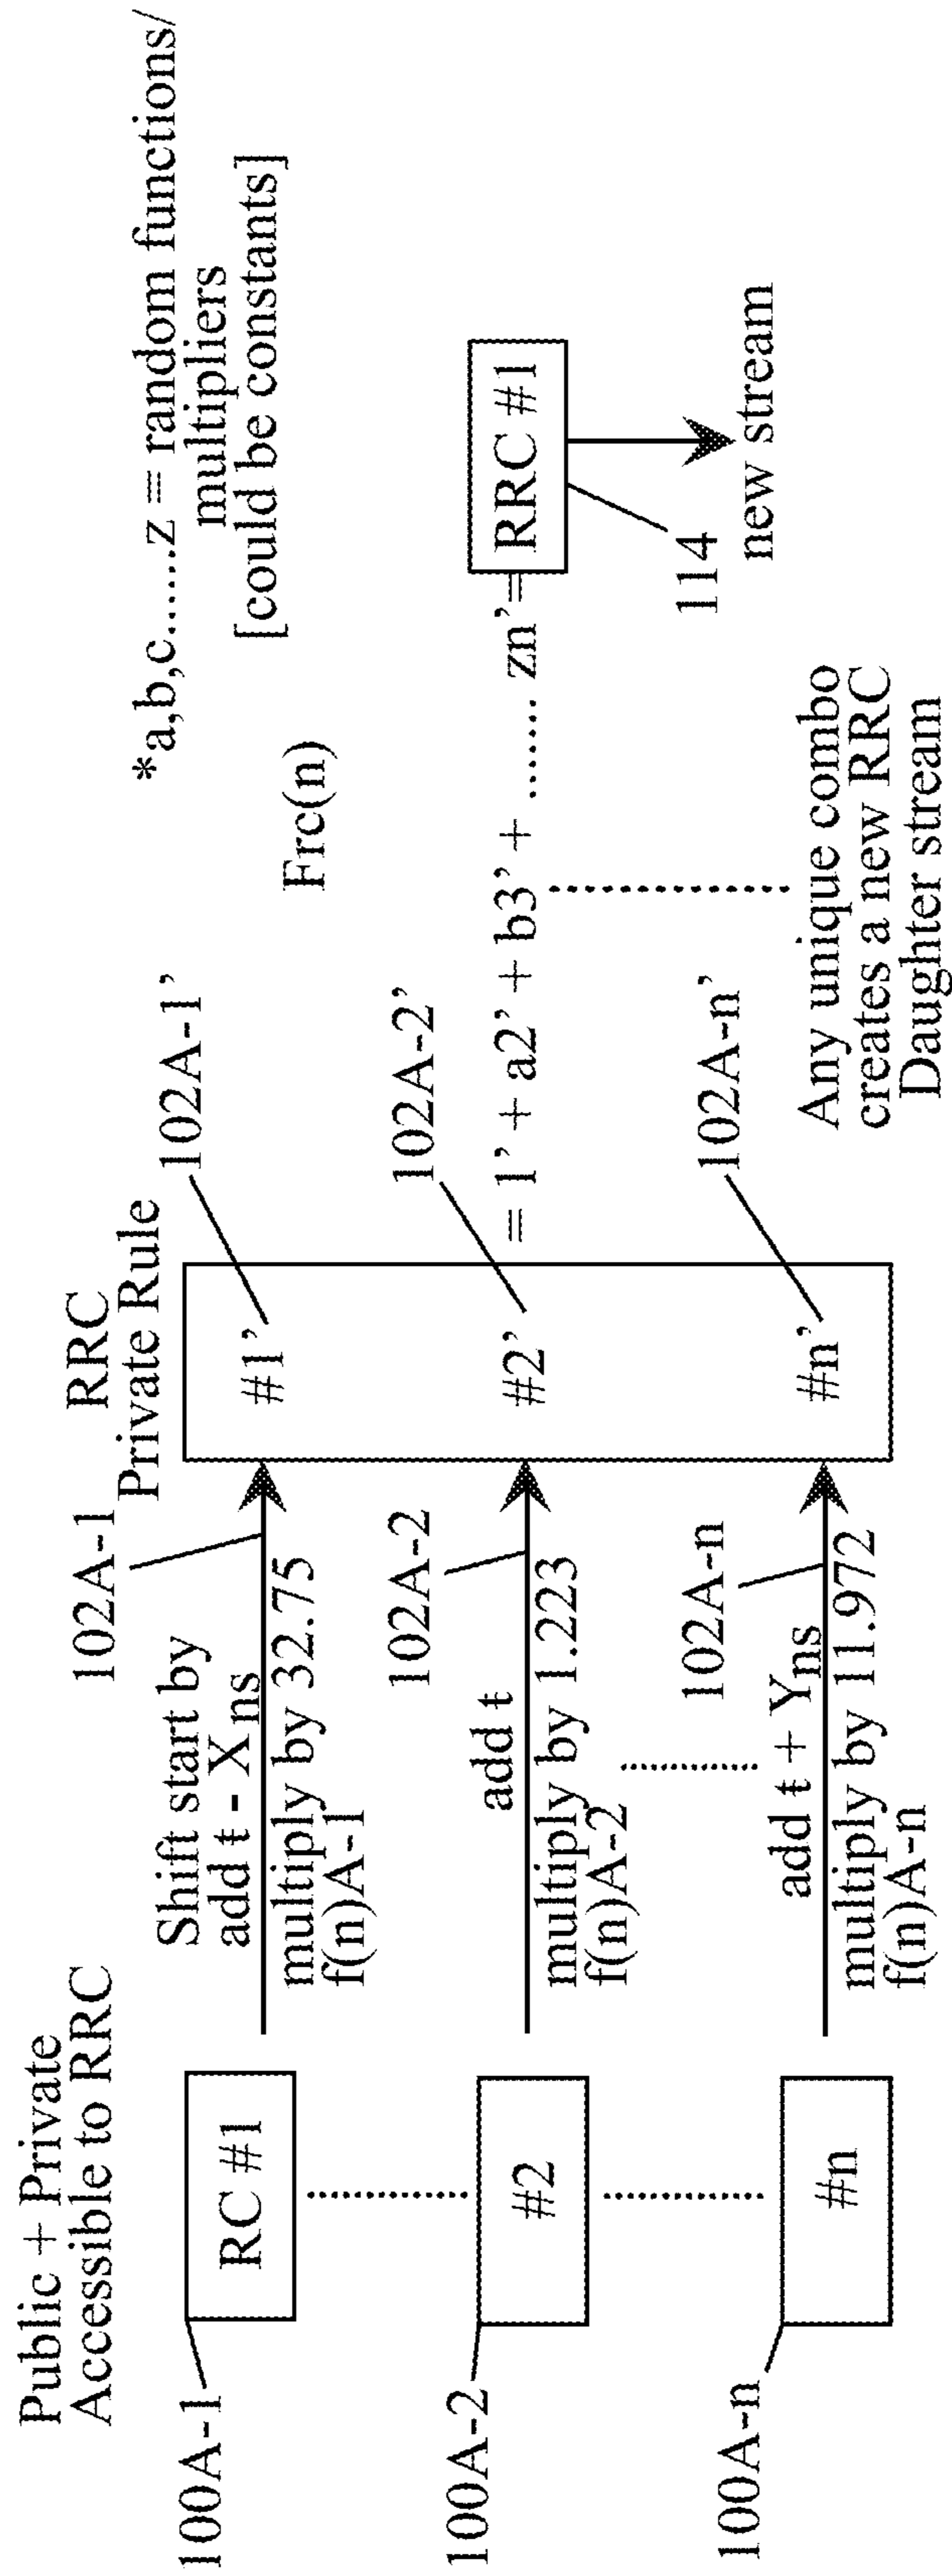 Public + Private
Accessible to RRC
100A-1
RC #1
100A-2
#2
100A-n
#n
102A-1
Shift start by
add t - Xns
multiply by 32.75
f(n)A-1
102A-2
add t
multiply by 1.223
f(n)A-2
102A-n
add t + Yns
multiply by 11.972
f(n)A-n
RRC
Private Rule
#1'
#2'
#n'
102A-1'
102A-2'
102A-n'
= 1' + a2' + b3' + ....... zn'=
Frc(n)
Any unique combo
creates a new RRC
Daughter stream
*a,b,c......z = random functions/
multipliers
[could be constants]
RRC #1
114
new stream